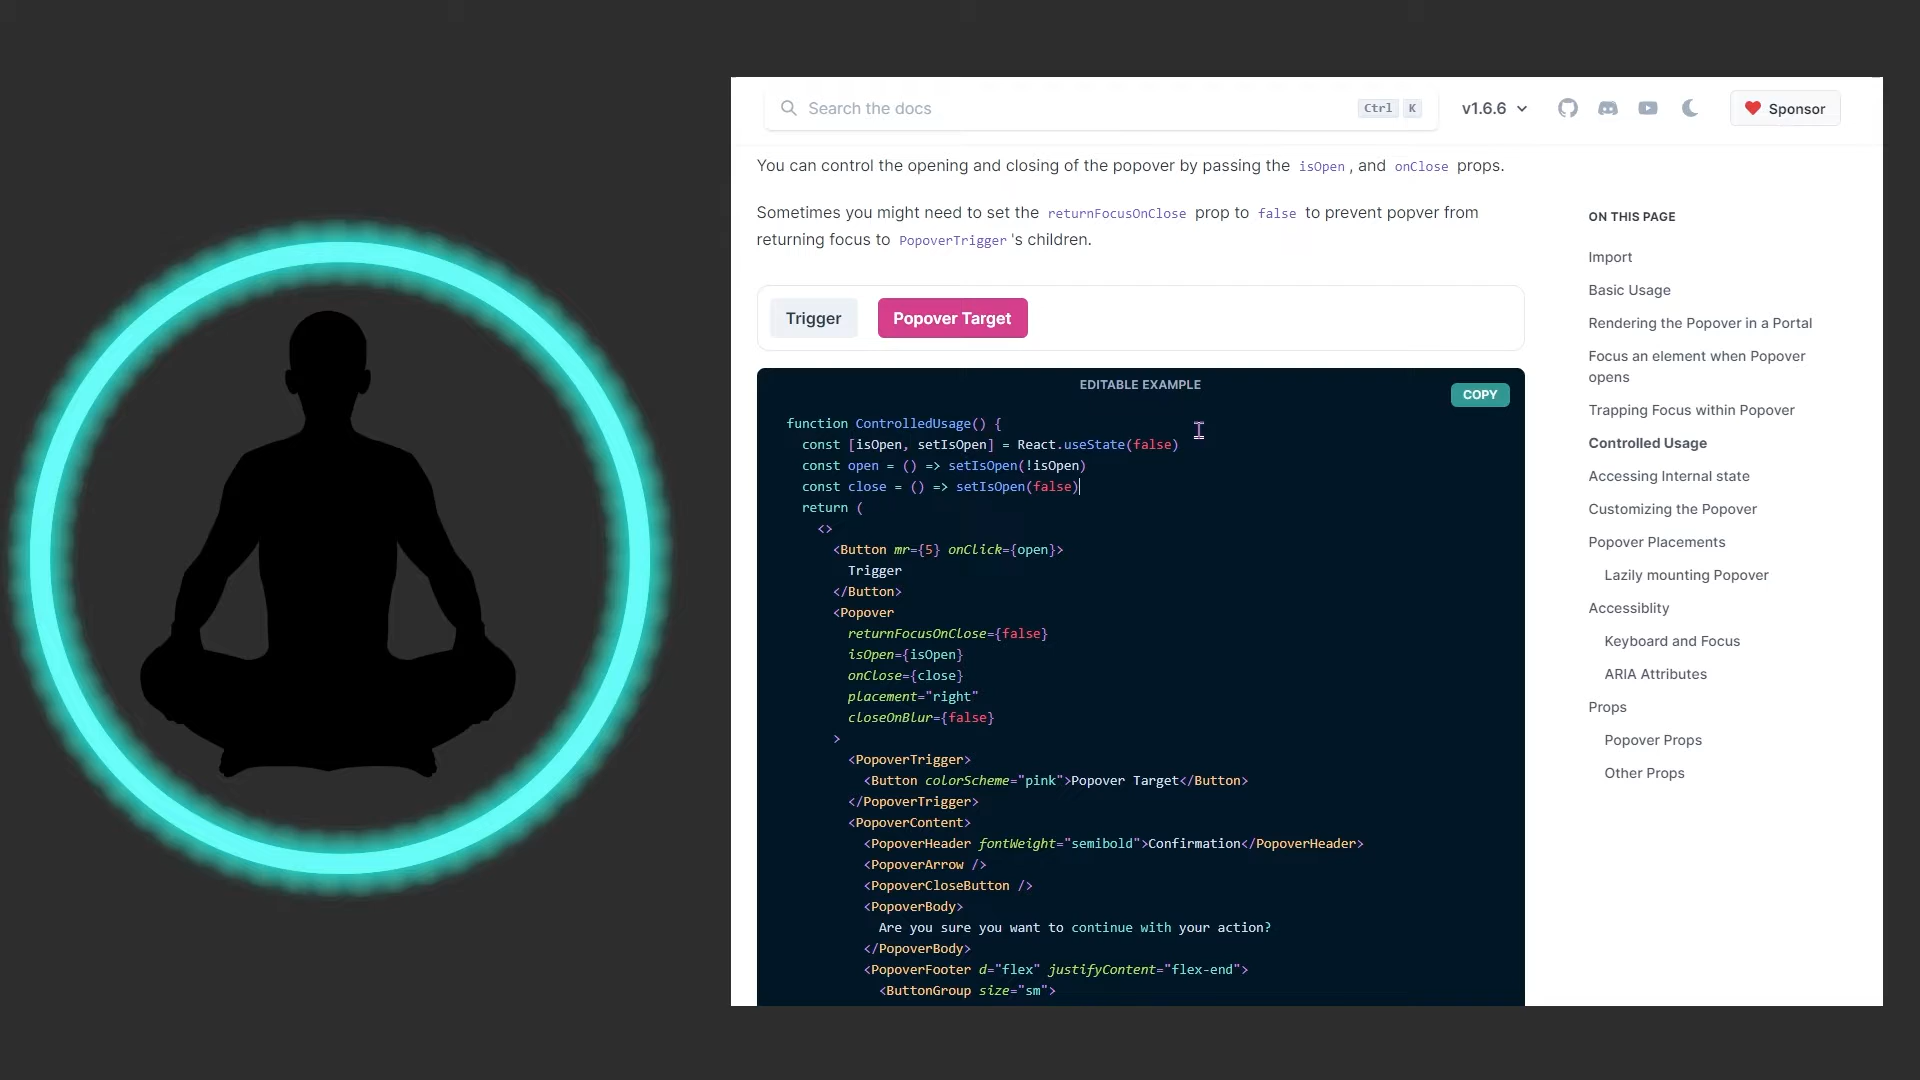 Search the docs
Ctrl K
v1.6.6
Sponsor
You can control the opening and closing of the popover by passing the isOpen, and onClose props.
Sometimes you might need to set the returnFocusOnClose prop to false to prevent popver from
returning focus to PopoverTrigger's children.
Trigger
Popover Target
EDITABLE EXAMPLE
COPY
function ControlledUsage() {
  const [isOpen, setIsOpen] = React.useState(false)
  const open = () => setIsOpen(!isOpen)
  const close = () => setIsOpen(false)
  return (
    <>
      <Button mr={5} onClick={open}>
        Trigger
      </Button>
      <Popover
        returnFocusOnClose={false}
        isOpen={isOpen}
        onClose={close}
        placement="right"
        closeOnBlur={false}
      >
        <PopoverTrigger>
          <Button colorScheme="pink">Popover Target</Button>
        </PopoverTrigger>
        <PopoverContent>
          <PopoverHeader fontWeight="semibold">Confirmation</PopoverHeader>
          <PopoverArrow />
          <PopoverCloseButton />
          <PopoverBody>
            Are you sure you want to continue with your action?
          </PopoverBody>
          <PopoverFooter d="flex" justifyContent="flex-end">
            <ButtonGroup size="sm">
ON THIS PAGE
Import
Basic Usage
Rendering the Popover in a Portal
Focus an element when Popover
opens
Trapping Focus within Popover
Controlled Usage
Accessing Internal state
Customizing the Popover
Popover Placements
Lazily mounting Popover
Accessiblity
Keyboard and Focus
ARIA Attributes
Props
Popover Props
Other Props